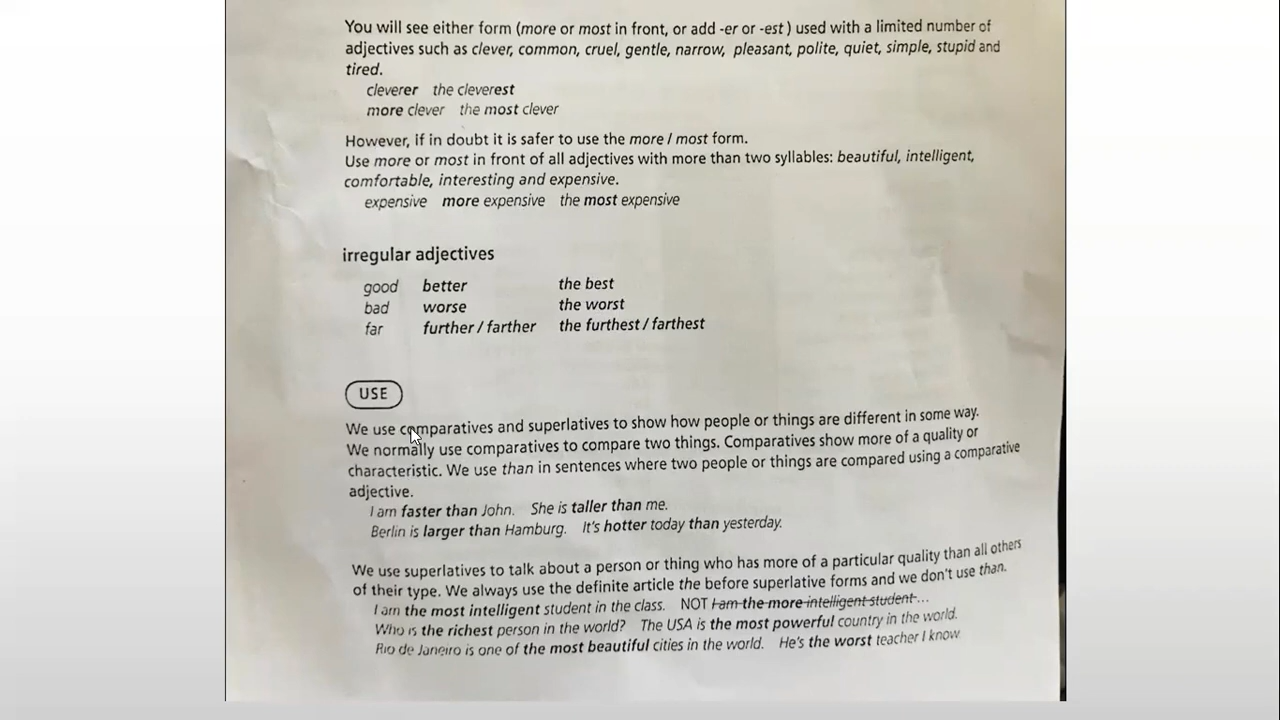 You will see either form (more or most in front, or add -er or -est ) used with a limited number of
adjectives such as clever, common, cruel, gentle, narrow, pleasant, polite, quiet, simple, stupid and
tired.
cleverer the cleverest
more clever the most clever
However, if in doubt it is safer to use the more / most form.
Use more or most in front of all adjectives with more than two syllables: beautiful, intelligent,
comfortable, interesting and expensive.
expensive more expensive the most expensive
irregular adjectives
good better the best
bad worse the worst
far further / farther the furthest / farthest
USE
We use comparatives and superlatives to show how people or things are different in some way.
We normally use comparatives to compare two things. Comparatives show more of a quality or
characteristic. We use than in sentences where two people or things are compared using a comparative
adjective.
I am faster than John. She is taller than me.
Berlin is larger than Hamburg. It's hotter today than yesterday.
We use superlatives to talk about a person or thing who has more of a particular quality than all others
of their type. We always use the definite article the before superlative forms and we don't use than.
I am the most intelligent student in the class. NOT I am the more intelligent student ...
Who is the richest person in the world? The USA is the most powerful country in the world.
Rio de Janeiro is one of the most beautiful cities in the world. He's the worst teacher I know